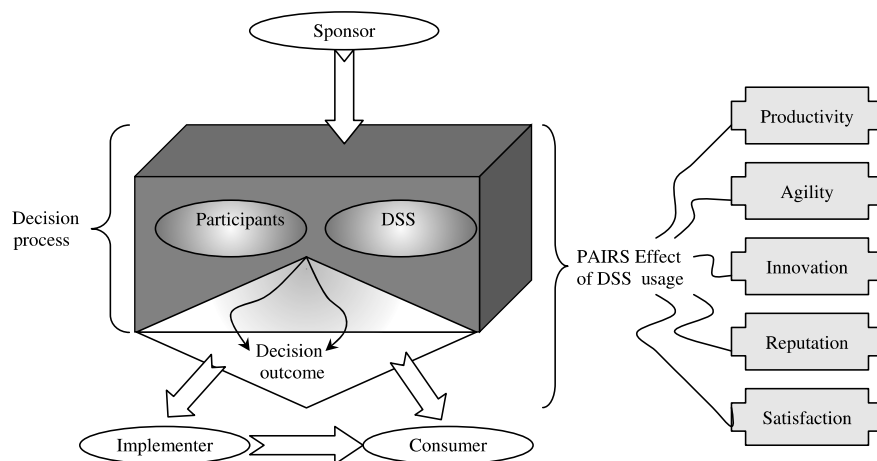 Sponsor
Decision
process
Participants
DSS
Decision
outcome
Implementer
Consumer
PAIRS Effect
of DSS usage
Productivity
Agility
Innovation
Reputation
Satisfaction